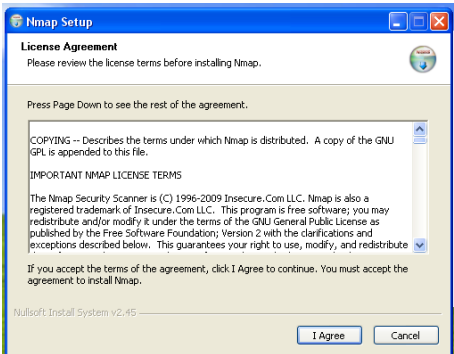 Nmap Setup
License Agreement
Please review the license terms before installing Nmap.
Press Page Down to see the rest of the agreement.
COPYING -- Describes the terms under which Nmap is distributed. A copy of the GNU
GPL is appended to this file.
IMPORTANT NMAP LICENSE TERMS
The Nmap Security Scanner is (C) 1996-2009 Insecure.Com LLC. Nmap is also a
registered trademark of Insecure.Com LLC. This program is free software; you may
redistribute and/or modify it under the terms of the GNU General Public License as
published by the Free Software Foundation; Version 2 with the clarifications and
exceptions described below. This guarantees your right to use, modify, and redistribute
If you accept the terms of the agreement, click I Agree to continue. You must accept the
agreement to install Nmap.
Nullsoft Install System v2.45
I Agree
Cancel